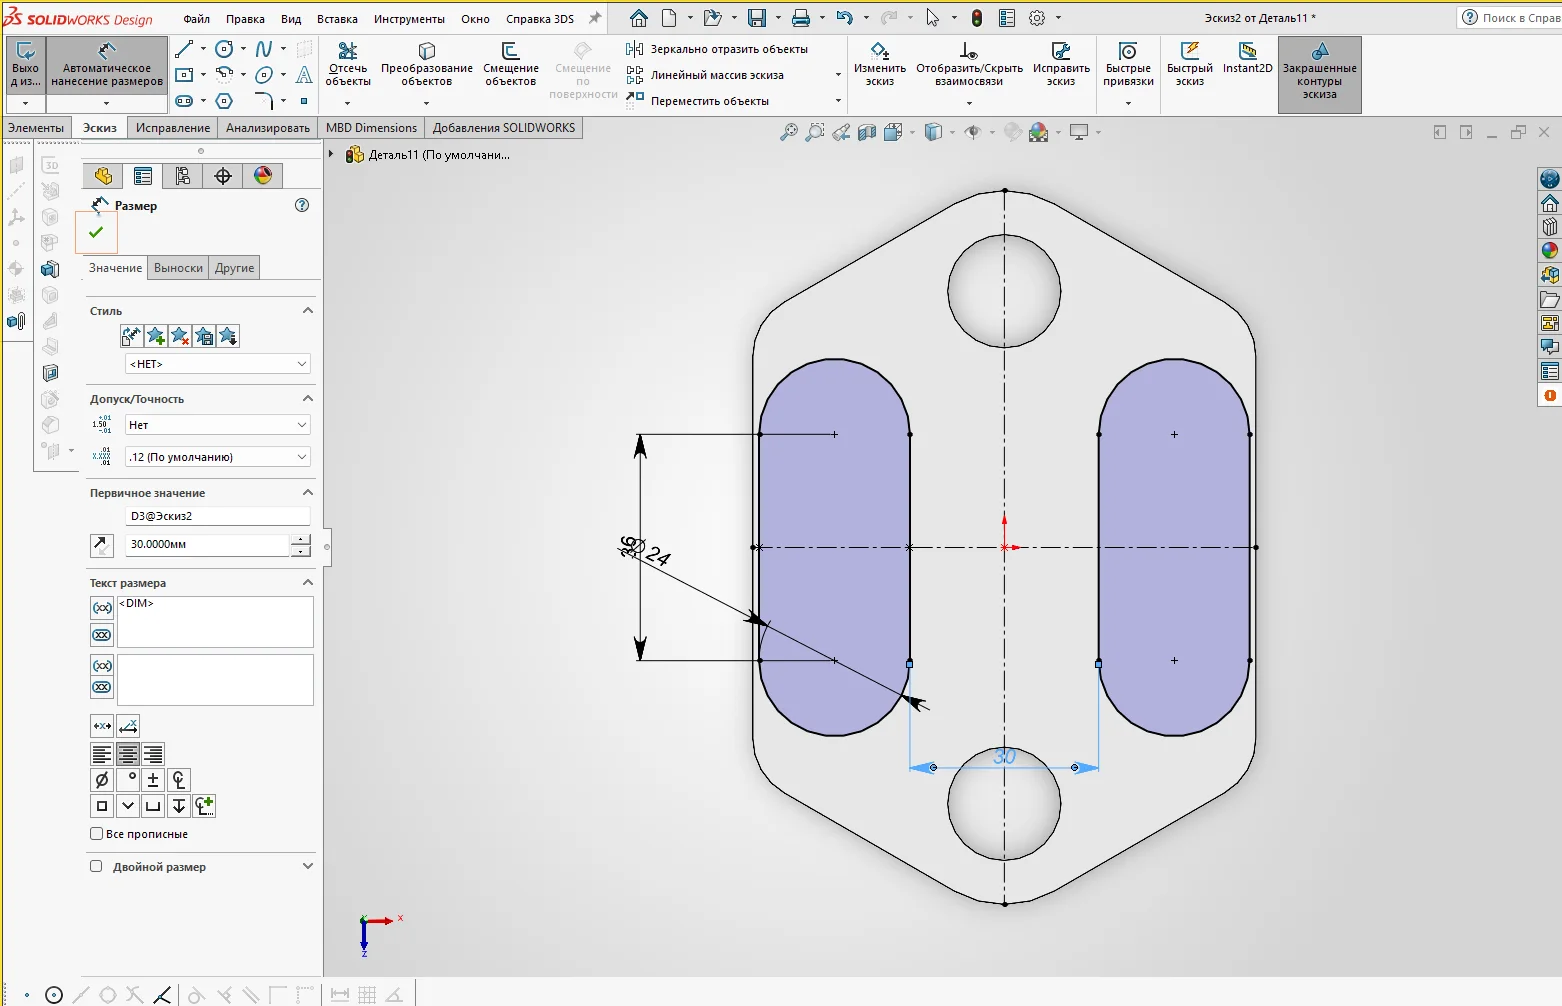 SOLIDWORKS Design
Файл Правка Вид Вставка Инструменты Окно Справка 3DS
Эскиз2 от Деталь11 *
Поиск в Справ
Выхо
д из...
Автоматическое
нанесение размеров
Отсечь
объекты
Преобразование
объектов
Смещение
объектов
Смещение
по
поверхности
Зеркально отразить объекты
Линейный массив эскиза
Переместить объекты
Изменить
эскиз
Отобразить/Скрыть
взаимосвязи
Исправить
эскиз
Быстрые
привязки
Быстрый
эскиз
Instant2D
Закрашенные
контуры
эскиза
Элементы Эскиз Исправление Анализировать MBD Dimensions Добавления SOLIDWORKS
Деталь11 (По умолчани...
3D
Размер
Значение Выноски Другие
Стиль
<НЕТ>
Допуск/Точность
Нет
.12 (По умолчанию)
Первичное значение
D3@Эскиз2
30.0000мм
Текст размера
<DIM>
Все прописные
Двойной размер
36
Ø 24
30
X
Z